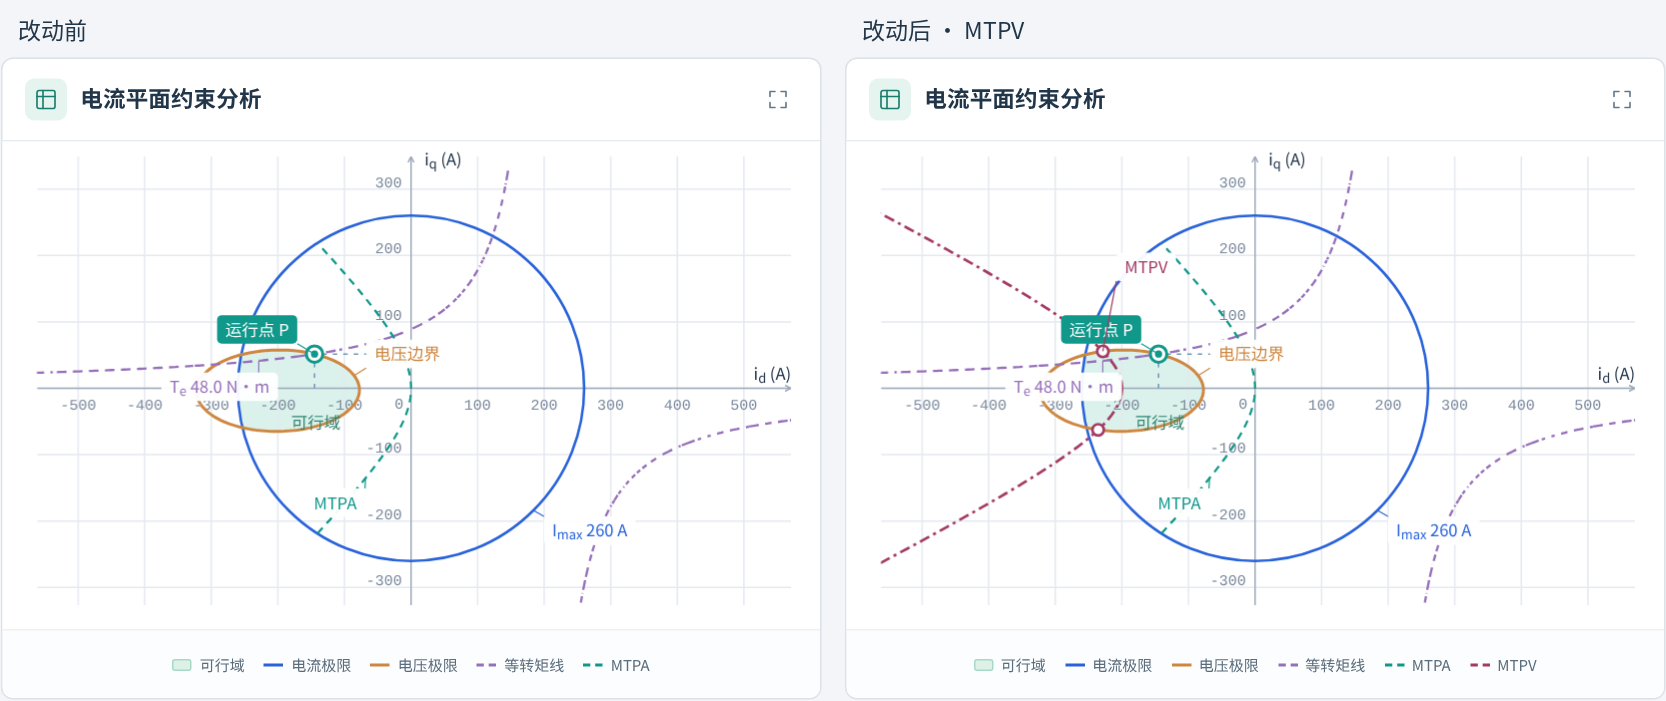 改动前
电流平面约束分析
iq (A)
300
200
100
运行点 P
电压边界
Te 48.0 N·m
id (A)
-500 -400 -300 -200 -100 0 100 200 300 400 500
可行域
-100
MTPA
-200
Imax 260 A
-300
可行域 电流极限 电压极限 等转矩线 MTPA
改动后 · MTPV
电流平面约束分析
iq (A)
300
200
MTPV
100
运行点 P
电压边界
Te 48.0 N·m
id (A)
-500 -400 -300 -200 -100 0 100 200 300 400 500
可行域
-100
MTPA
-200
Imax 260 A
-300
可行域 电流极限 电压极限 等转矩线 MTPA MTPV